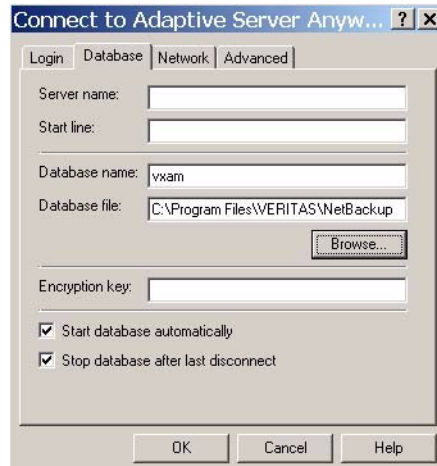 Connect to Adaptive Server Anyw... ? ×
Login Database Network Advanced
Server name:
Start line:
Database name: vxam
Database file: C:\Program Files\VERITAS\NetBackup
Browse...
Encryption key:
Start database automatically
Stop database after last disconnect
OK Cancel Help